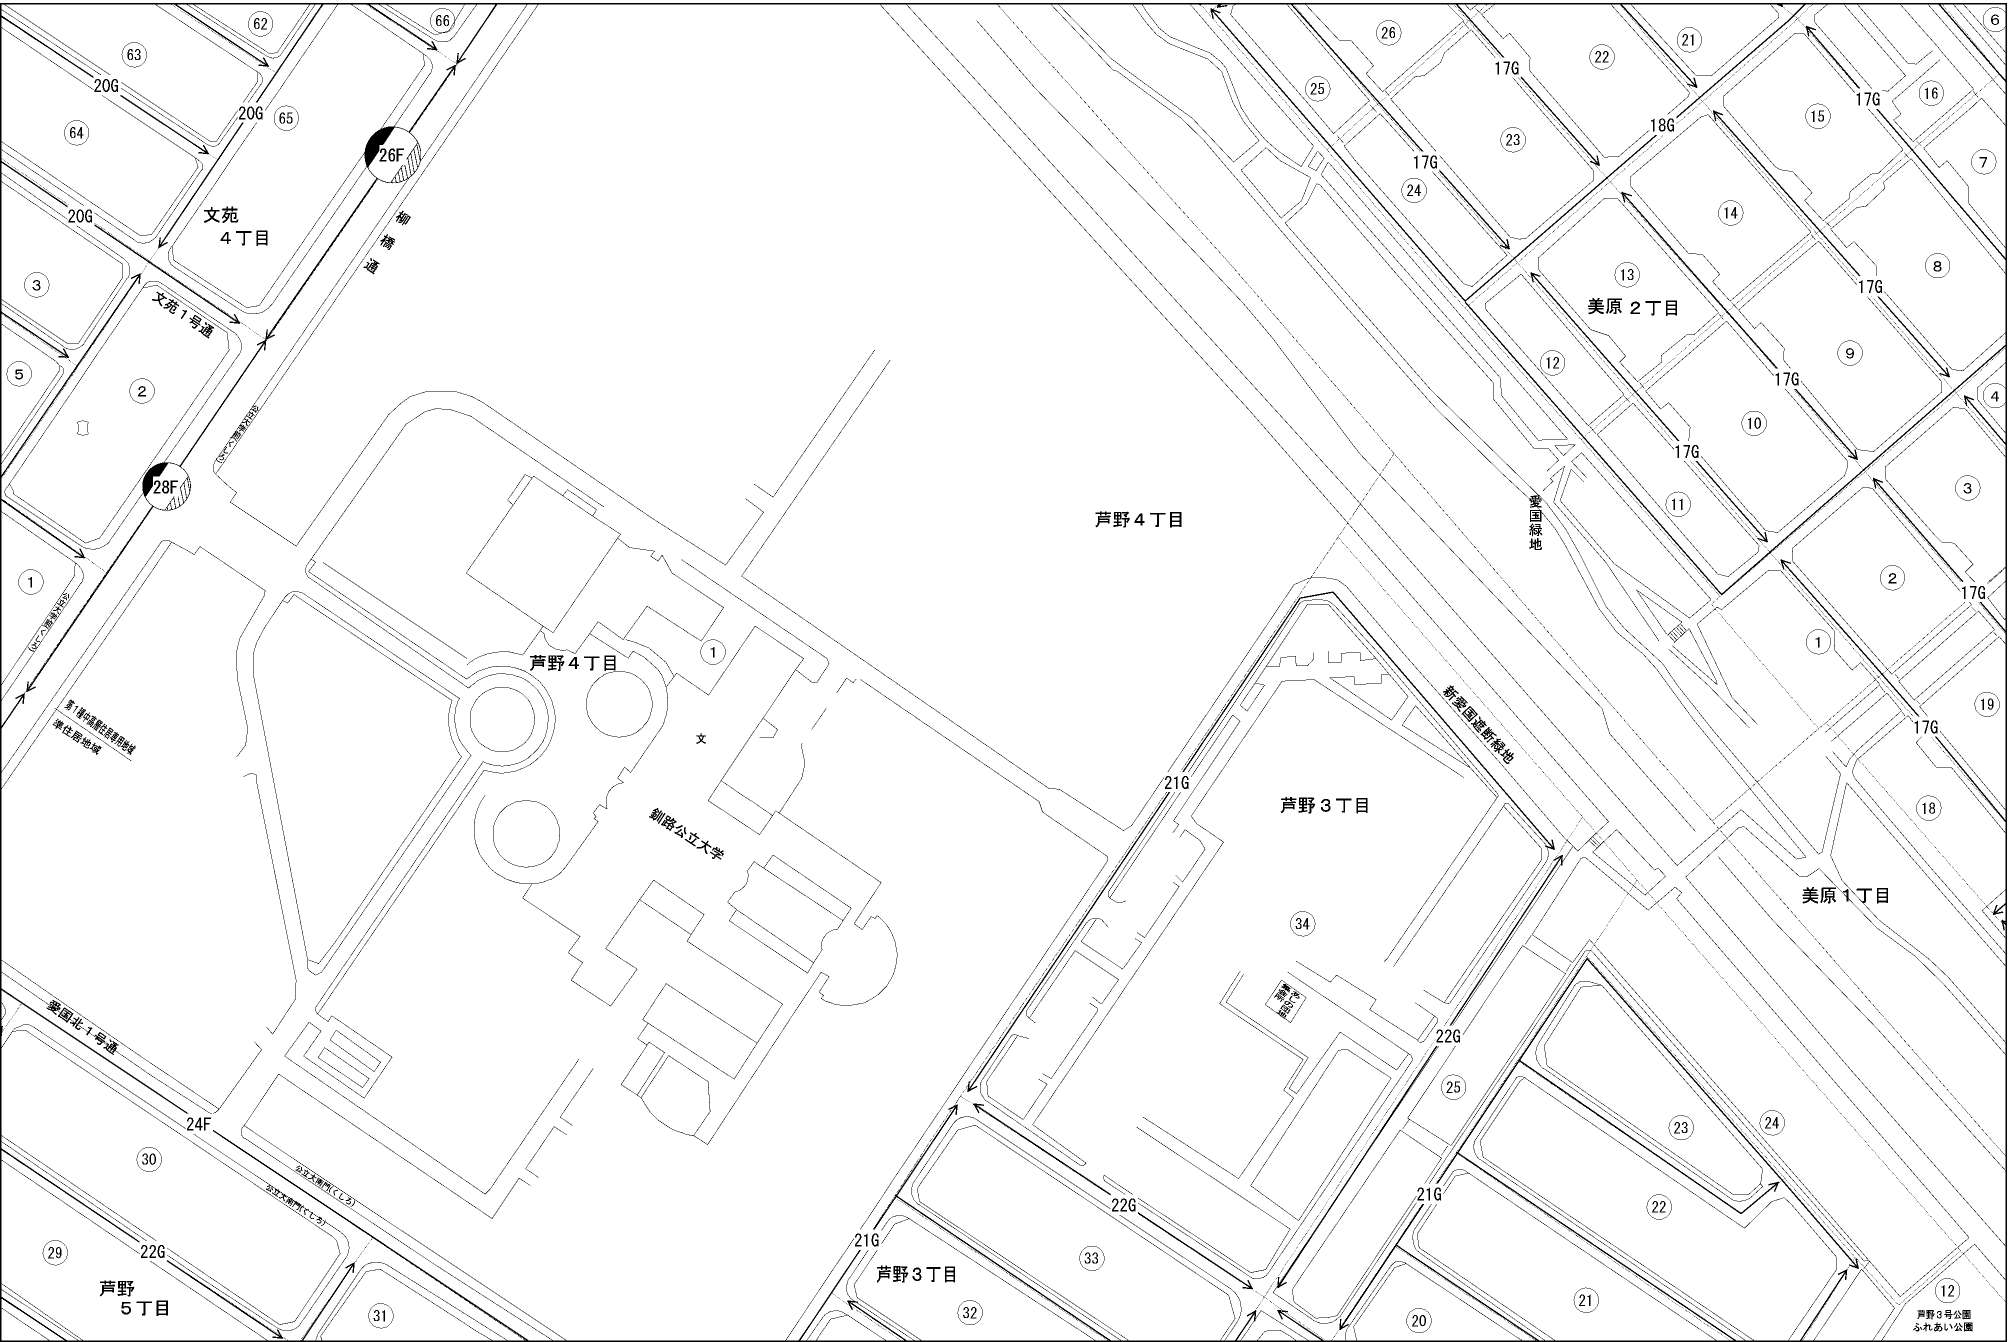 62
66
63
26
21
22
6
20G
17G
25
16
20G
65
17G
15
64
18G
23
26F
17G
7
24
文苑
４丁目
20G
柳橋通
14
8
13
3
17G
美原２丁目
文苑１号通
9
12
5
17G
2
4
10
17G
28F
3
11
芦野４丁目
愛国緑地
1
2
17G
1
芦野４丁目
1
19
第１種中高層住居専用地域
準住居地域
新愛国遮断緑地
17G
文
21G
芦野３丁目
18
釧路公立大学
美原１丁目
34
あしの団地
集会所
愛国北１号通
22G
25
24F
24
23
30
公立大南門(くしろ)
公立大南門(くしろ)
21G
22G
22
21G
29
22G
33
芦野３丁目
芦野
５丁目
12
21
32
31
20
芦野３号公園
ふれあい公園